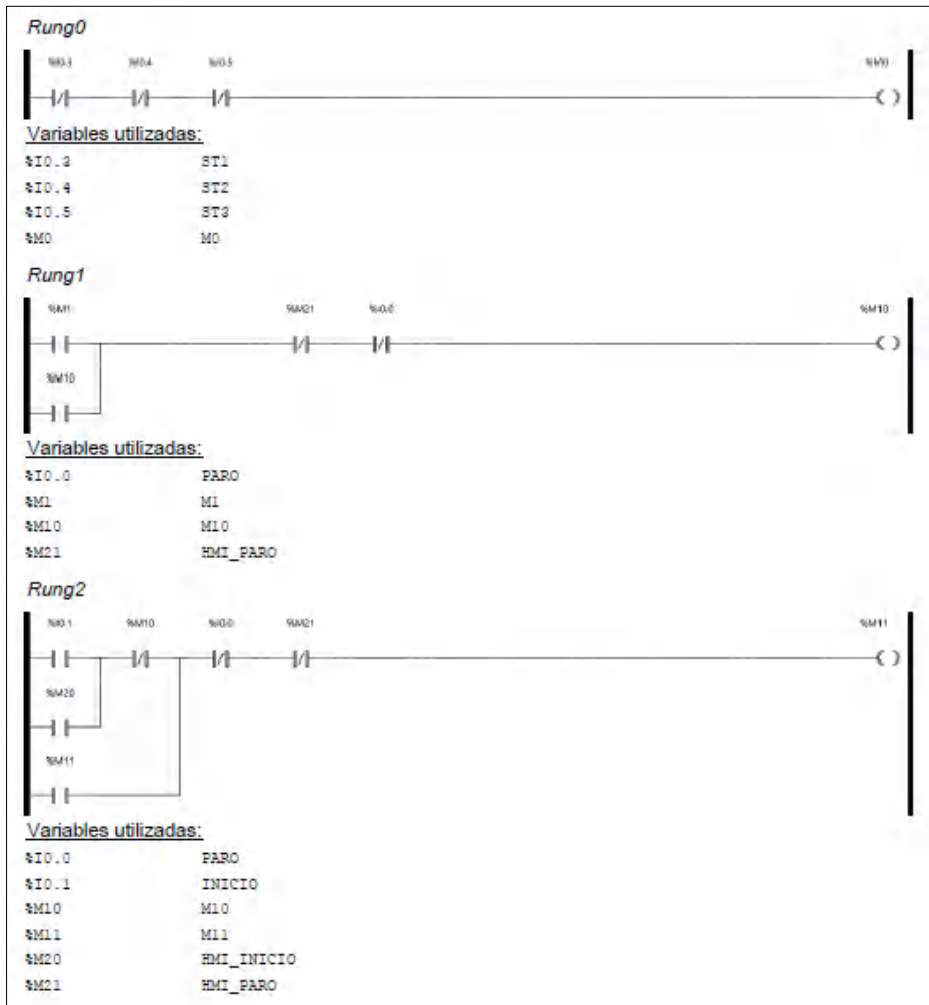 Rung0
%I0.3 %I0.4 %I0.5 %M0
Variables utilizadas:
%I0.3 ST1
%I0.4 ST2
%I0.5 ST3
%M0 M0
Rung1
%M1 %M21 %I0.0 %M10
%M10
Variables utilizadas:
%I0.0 PARO
%M1 M1
%M10 M10
%M21 HMI_PARO
Rung2
%I0.1 %M10 %I0.0 %M21 %M11
%M20
%M11
Variables utilizadas:
%I0.0 PARO
%I0.1 INICIO
%M10 M10
%M11 M11
%M20 HMI_INICIO
%M21 HMI_PARO